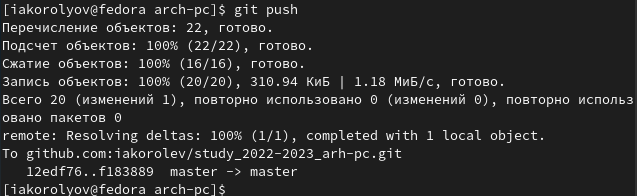 [iakorolyov@fedora arch-pc]$ git push
Перечисление объектов: 22, готово.
Подсчет объектов: 100% (22/22), готово.
Сжатие объектов: 100% (16/16), готово.
Запись объектов: 100% (20/20), 310.94 КиБ | 1.18 МиБ/с, готово.
Всего 20 (изменений 1), повторно использовано 0 (изменений 0), повторно использ
овано пакетов 0
remote: Resolving deltas: 100% (1/1), completed with 1 local object.
To github.com:iakorolev/study_2022-2023_arh-pc.git
   12edf76..f183889  master -> master
[iakorolyov@fedora arch-pc]$